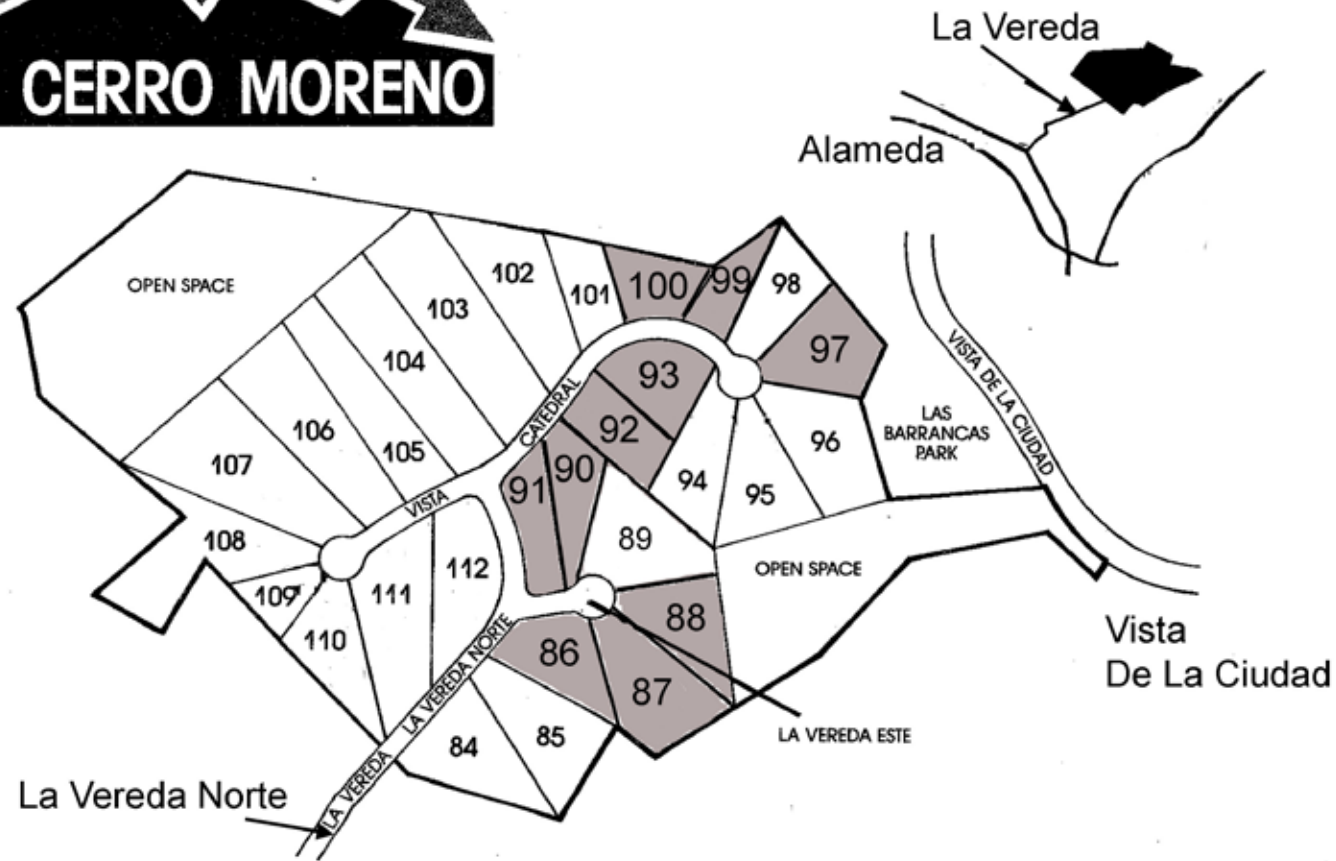 CERRO MORENO
La Vereda
Alameda
OPEN SPACE
102
103
101
100
99
98
97
104
93
92
106
105
107
CATEDRAL
VISTA
LAS
BARRANCAS
PARK
VISTA DE LA CIUDAD
96
94
95
90
91
89
108
109
110
111
112
OPEN SPACE
88
86
87
LA VEREDA NORTE
84
85
LA VEREDA
LA VEREDA ESTE
Vista
De La Ciudad
La Vereda Norte